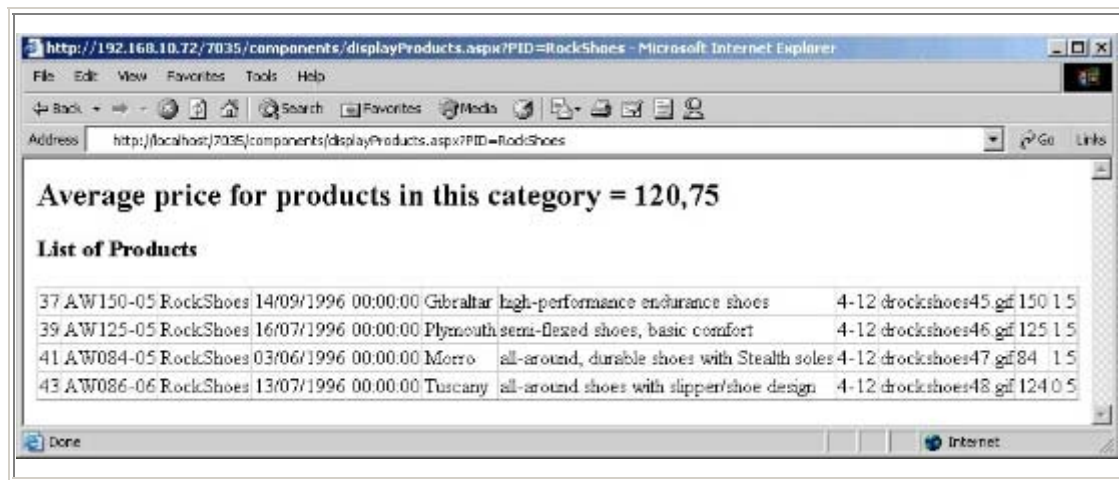 http://192.168.10.72/7035/components/displayProducts.aspx?PID=RockShoes - Microsoft Internet Explorer
File Edit View Favorites Tools Help
Back Search Favorites Media
Address http://localhost/7035/components/displayProducts.aspx?PID=RockShoes Go Links
Average price for products in this category = 120,75
List of Products
37 AW150-05 RockShoes 14/09/1996 00:00:00 Gibraltar high-performance endurance shoes 4-12 drockshoes45.gif 150 1 5
39 AW125-05 RockShoes 16/07/1996 00:00:00 Plymouth semi-flexed shoes, basic comfort 4-12 drockshoes46.gif 125 1 5
41 AW084-05 RockShoes 03/06/1996 00:00:00 Morro all-around, durable shoes with Stealth soles 4-12 drockshoes47.gif 84 1 5
43 AW086-06 RockShoes 13/07/1996 00:00:00 Tuscany all-around shoes with slipper/shoe design 4-12 drockshoes48.gif 124 0 5
Done Internet